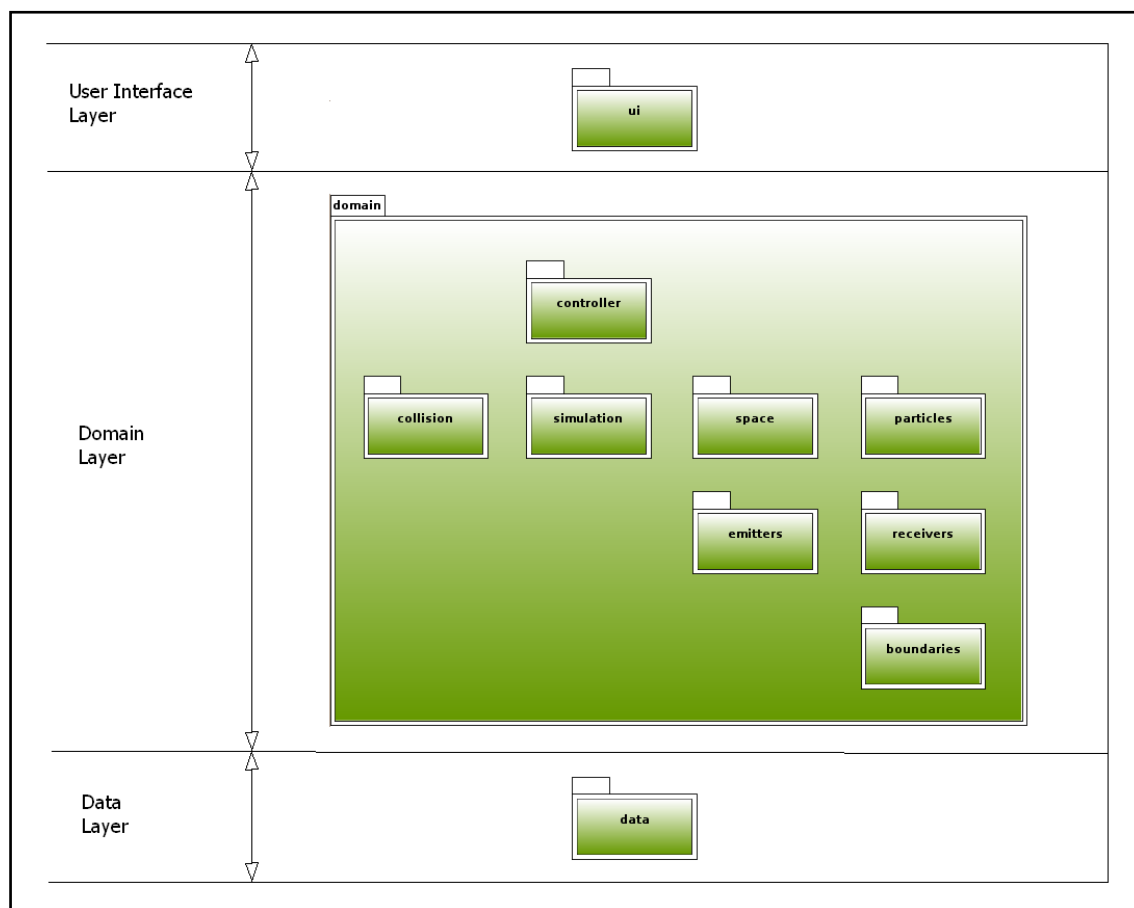 User Interface
Layer
ui
domain
controller
collision
simulation
space
particles
Domain
Layer
emitters
receivers
boundaries
Data
Layer
data